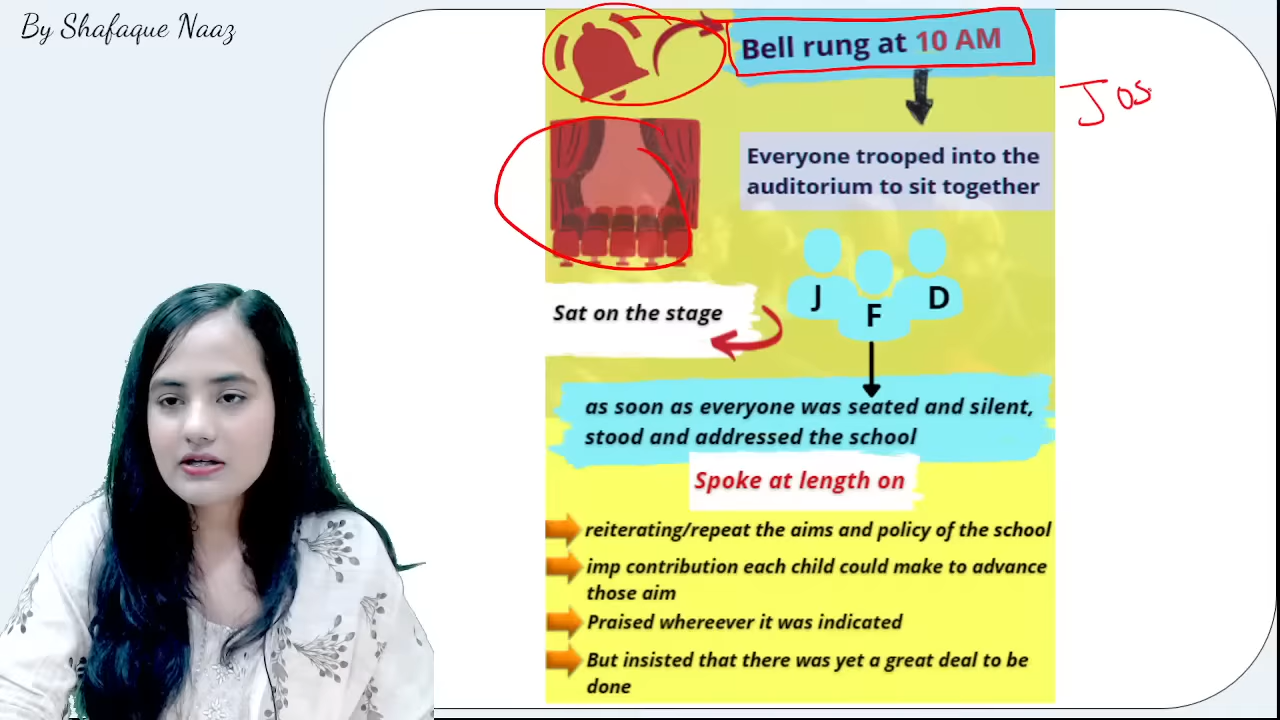 By Shafaque Naaz
Bell rung at 10 AM
Jos
Everyone trooped into the
auditorium to sit together
J
F
D
Sat on the stage
as soon as everyone was seated and silent,
stood and addressed the school
Spoke at length on
reiterating/repeat the aims and policy of the school
imp contribution each child could make to advance
those aim
Praised whereever it was indicated
But insisted that there was yet a great deal to be
done